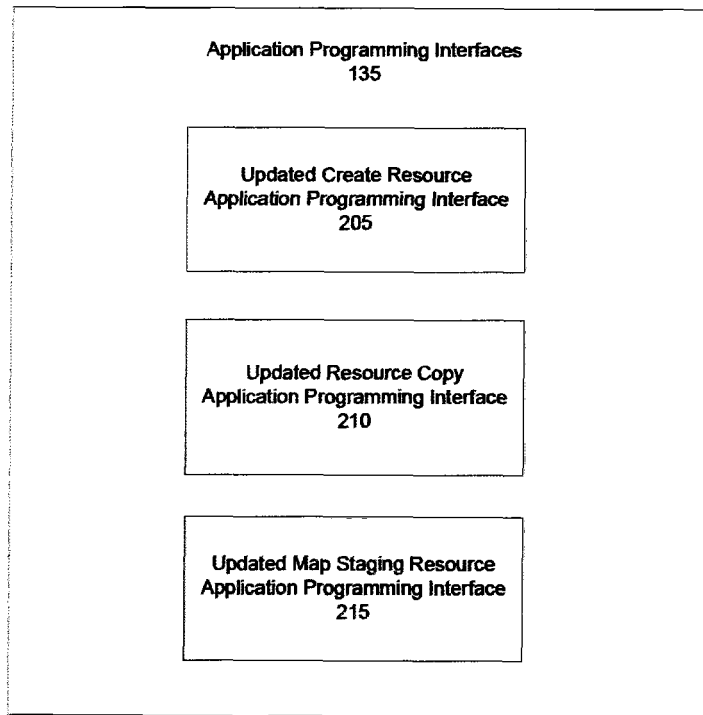 Application Programming Interfaces
135
Updated Create Resource
Application Programming Interface
205
Updated Resource Copy
Application Programming Interface
210
Updated Map Staging Resource
Application Programming Interface
215